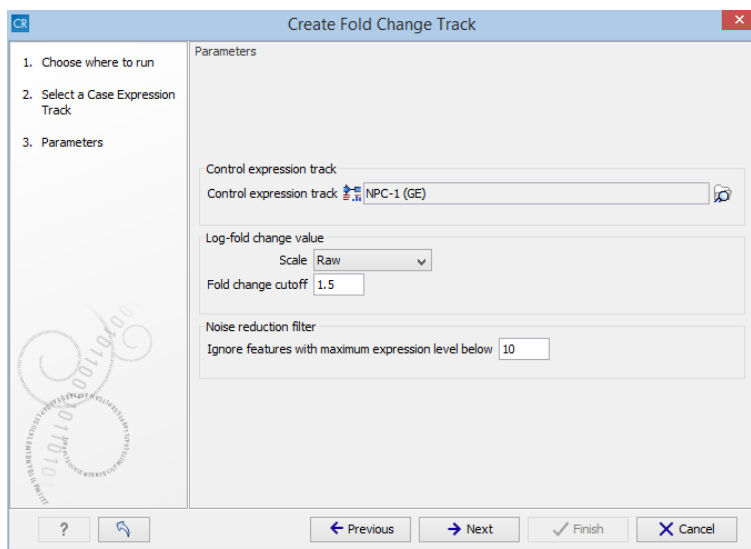 CR
Create Fold Change Track
1. Choose where to run
2. Select a Case Expression
Track
3. Parameters
Parameters
Control expression track
Control expression track NPC-1 (GE)
Log-fold change value
Scale Raw
Fold change cutoff 1.5
Noise reduction filter
Ignore features with maximum expression level below 10
?
Previous
Next
Finish
Cancel